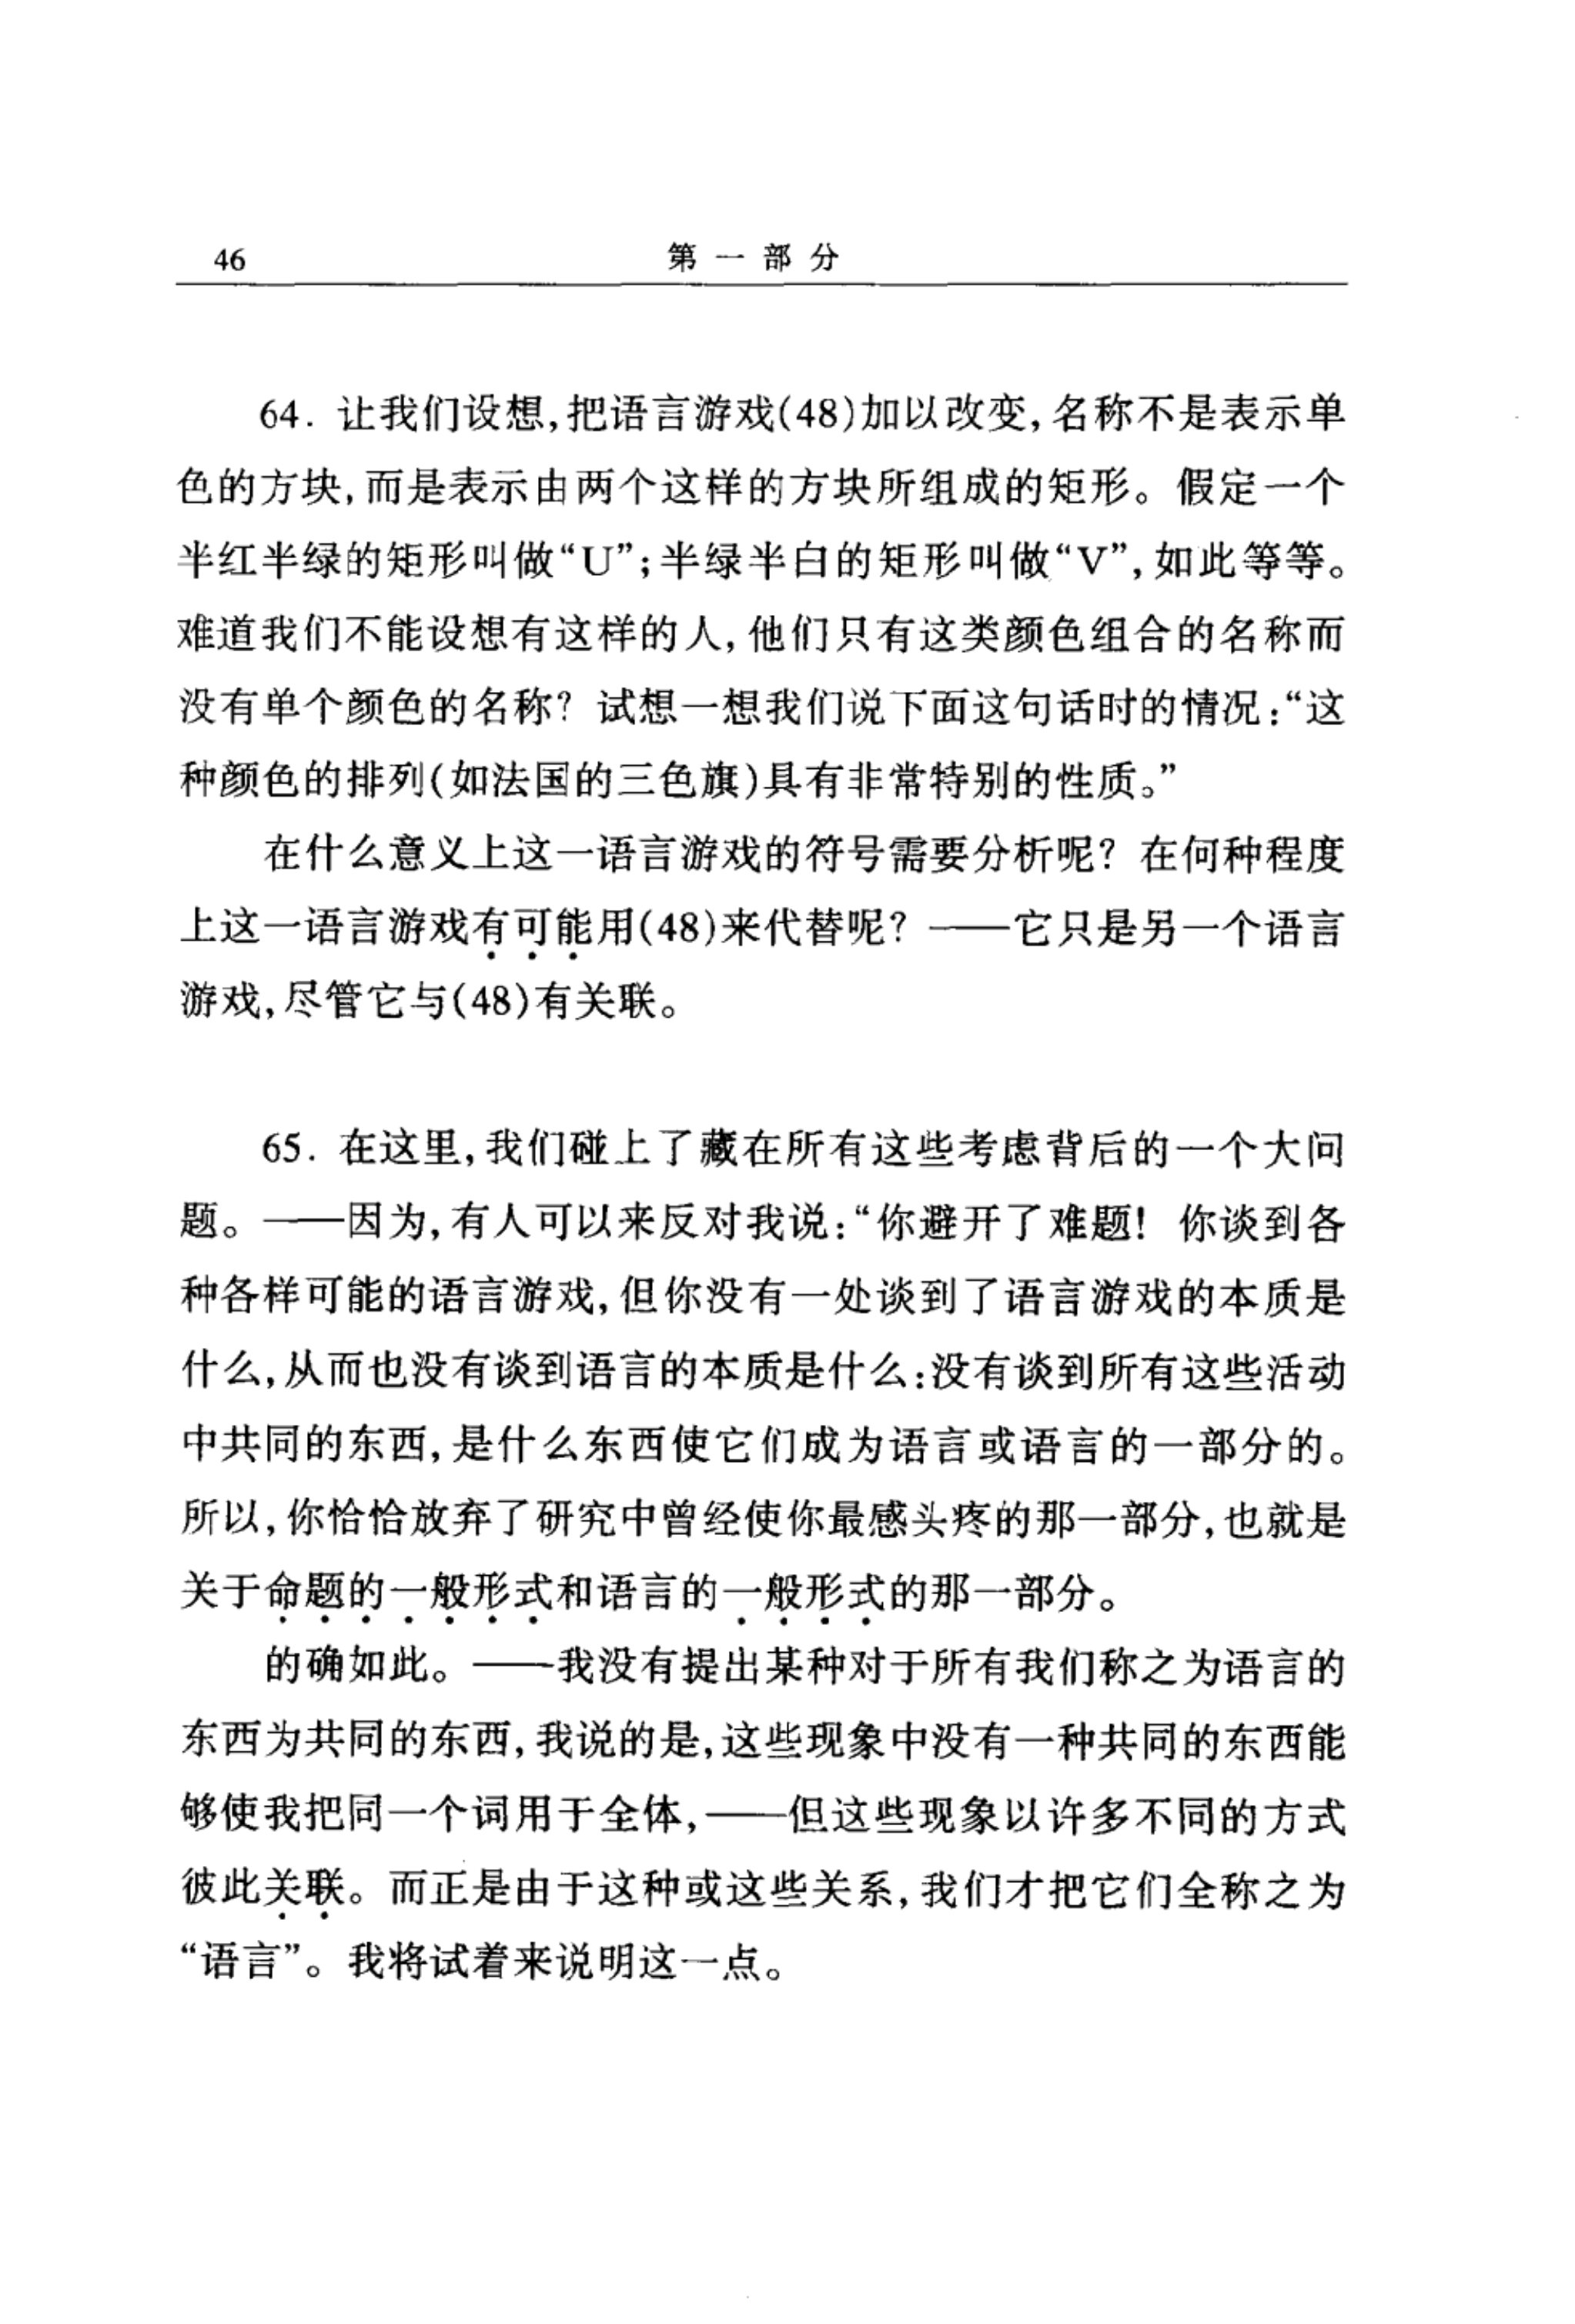 46
第一部分
64. 让我们设想,把语言游戏(48)加以改变,名称不是表示单
色的方块,而是表示由两个这样的方块所组成的矩形。假定一个
半红半绿的矩形叫做“U”;半绿半白的矩形叫做“V”,如此等等。
难道我们不能设想有这样的人,他们只有这类颜色组合的名称而
没有单个颜色的名称?试想一想我们说下面这句话时的情况:“这
种颜色的排列(如法国的三色旗)具有非常特别的性质。”
在什么意义上这一语言游戏的符号需要分析呢?在何种程度
上这一语言游戏有可能用(48)来代替呢?——它只是另一个语言
游戏,尽管它与(48)有关联。
65. 在这里,我们碰上了藏在所有这些考虑背后的一个大问
题。——因为,有人可以来反对我说:“你避开了难题!你谈到各
种各样可能的语言游戏,但你没有一处谈到了语言游戏的本质是
什么,从而也没有谈到语言的本质是什么:没有谈到所有这些活动
中共同的东西,是什么东西使它们成为语言或语言的一部分的。
所以,你恰恰放弃了研究中曾经使你最感头疼的那一部分,也就是
关于命题的一般形式和语言的一般形式的那一部分。
的确如此。——我没有提出某种对于所有我们称之为语言的
东西为共同的东西,我说的是,这些现象中没有一种共同的东西能
够使我把同一个词用于全体,——但这些现象以许多不同的方式
彼此关联。而正是由于这种或这些关系,我们才把它们全称之为
“语言”。我将试着来说明这一点。